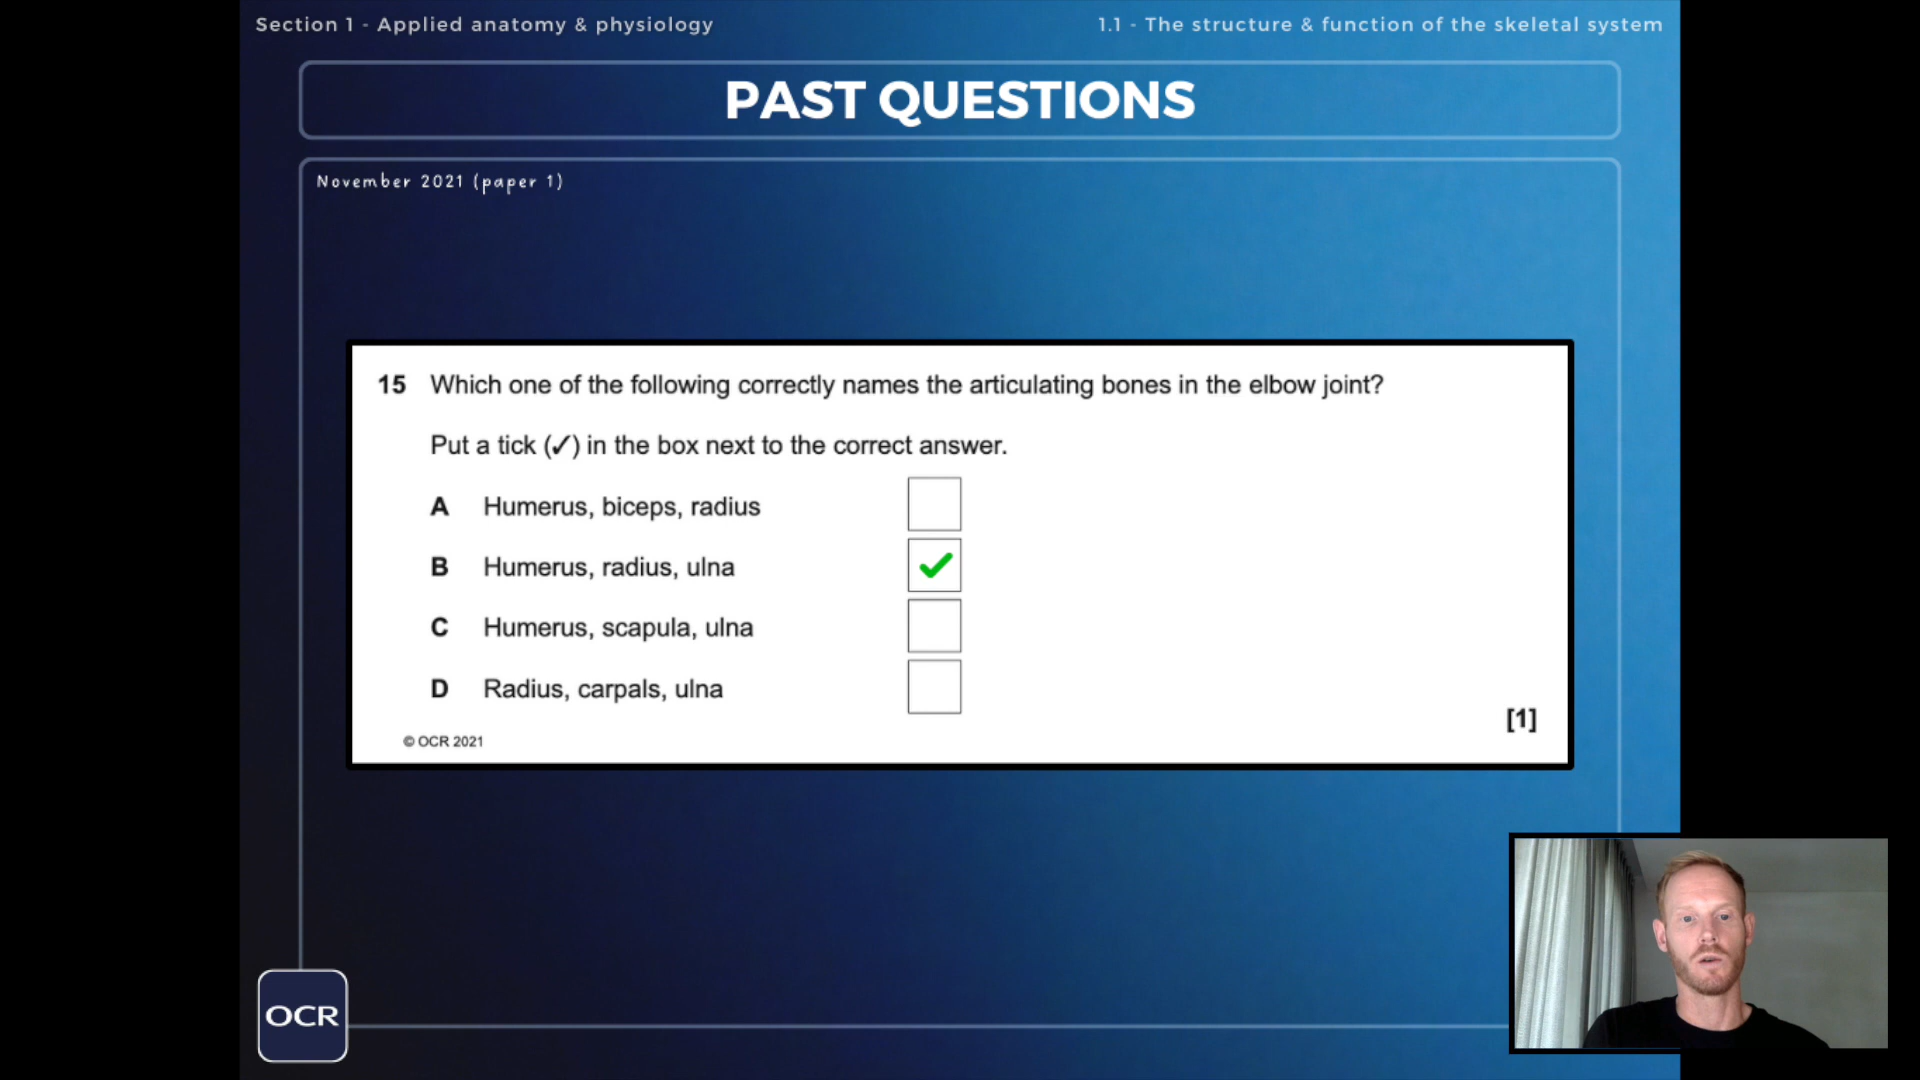 Section 1 - Applied anatomy & physiology
1.1 - The structure & function of the skeletal system
PAST QUESTIONS
November 2021 (paper 1)
15 Which one of the following correctly names the articulating bones in the elbow joint?
Put a tick (✓) in the box next to the correct answer.
A Humerus, biceps, radius
B Humerus, radius, ulna ✓
C Humerus, scapula, ulna
D Radius, carpals, ulna
[1]
© OCR 2021
OCR